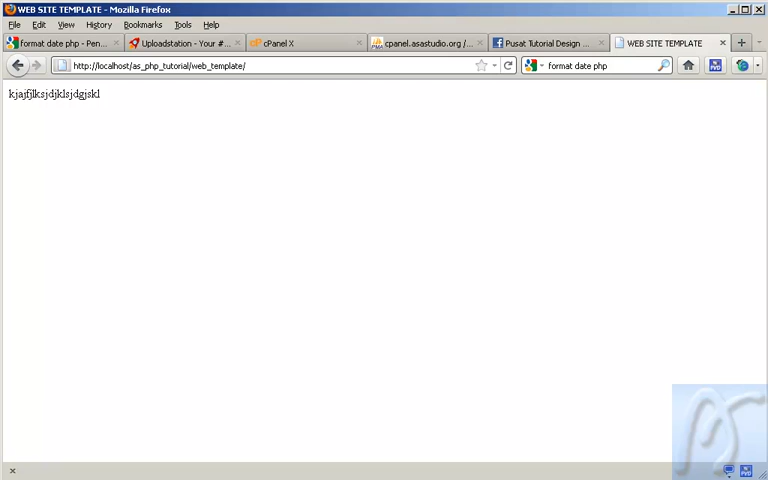 WEB SITE TEMPLATE - Mozilla Firefox
File Edit View History Bookmarks Tools Help
format date php - Pen... Uploadstation - Your #... cPanel X cpanel.asastudio.org / ... Pusat Tutorial Design ... WEB SITE TEMPLATE
http://localhost/as_php_tutorial/web_template/ format date php
kjajfjlksjdjklsjdgjskl